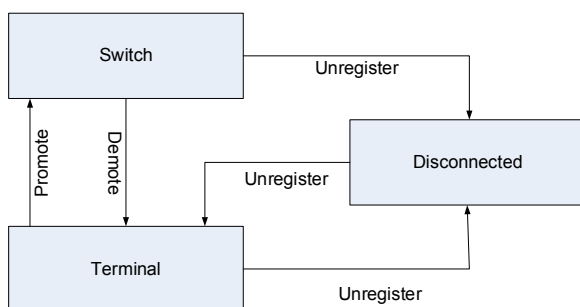 Switch
Unregister
Promote
Demote
Disconnected
Unregister
Terminal
Unregister